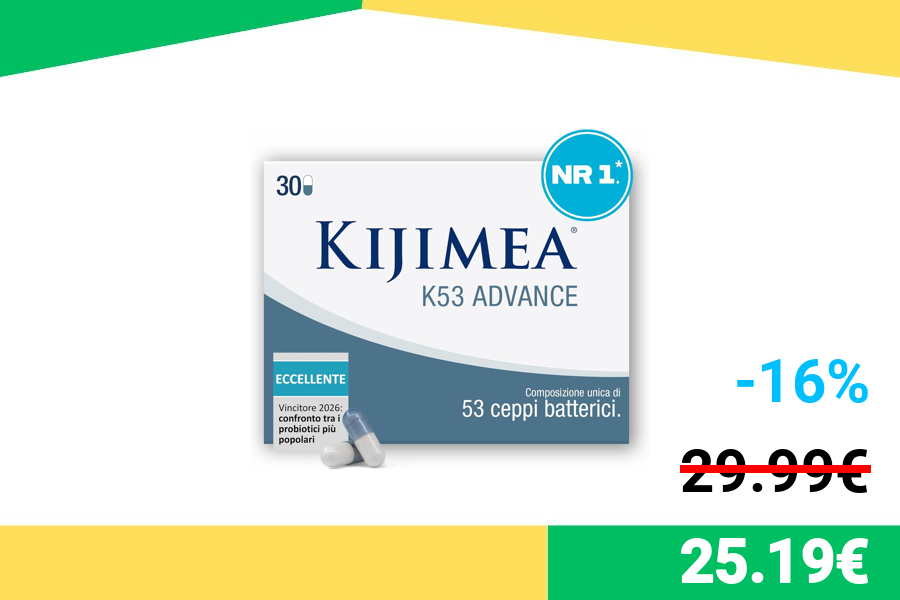 30
NR 1.*
KIJIMEA®
K53 ADVANCE
ECCELLENTE
Vincitore 2026:
confronto tra i
probiotici più
popolari
Composizione unica di
53 ceppi batterici.
-16%
29.99€
25.19€